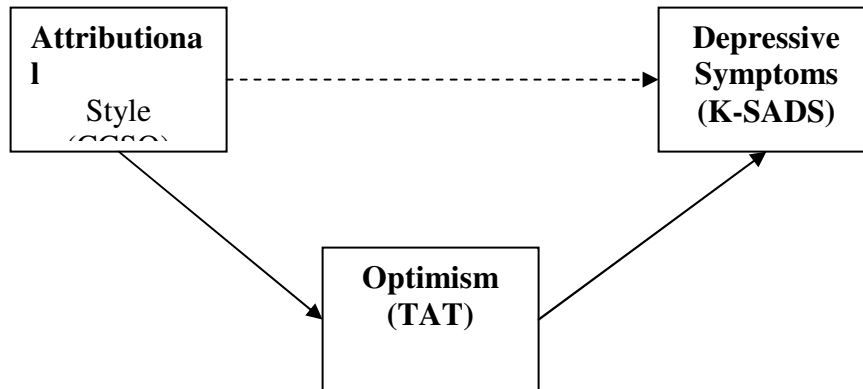 Attributiona
l
Style
Depressive
Symptoms
(K-SADS)
Optimism
(TAT)